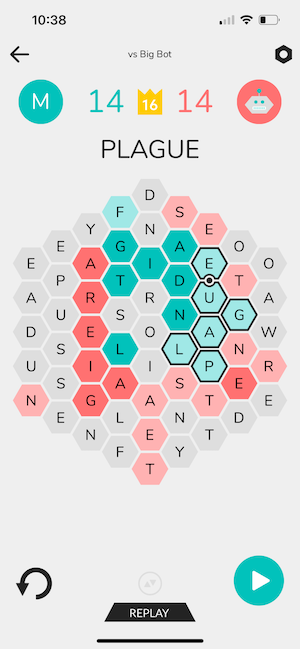 10:38
vs Big Bot
M 14 16 14
PLAGUE
D
F S
Y N E
E G A O
E A I E O
P T D T
A R R U A
U S N G
D E O A W
S L L N
U I I P R
S A S E
N G A T E
E L N D
N E T
F Y
T
REPLAY